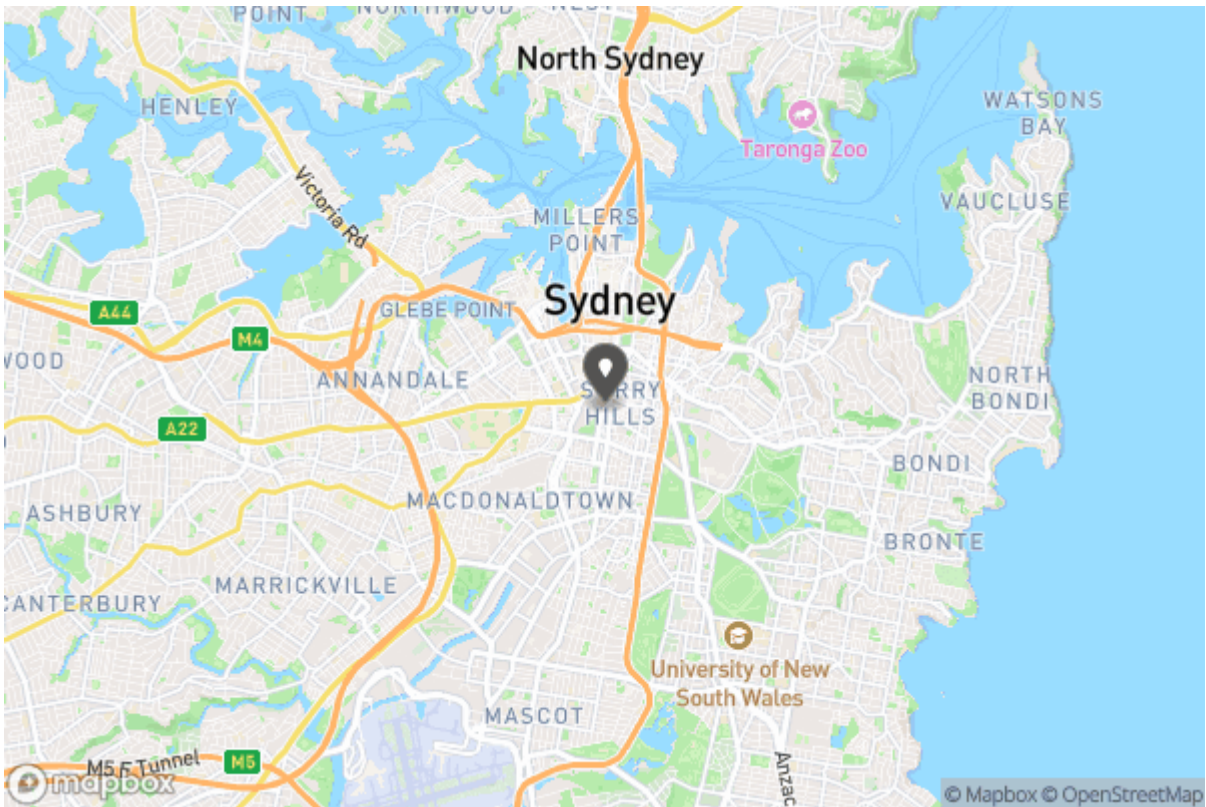 POINT
NORTHWOOD
North Sydney
HENLEY
WATSONS
BAY
Taronga Zoo
Victoria Rd
VAUCLUSE
MILLERS
POINT
Sydney
A44
GLEBE POINT
M4
WOOD
ANNANDALE
NORTH
BONDI
SURRY
HILLS
A22
BONDI
MACDONALDTOWN
ASHBURY
BRONTE
MARRICKVILLE
CANTERBURY
University of New
South Wales
MASCOT
M5 E Tunnel
M5
Anzac
mapbox
© Mapbox © OpenStreetMap